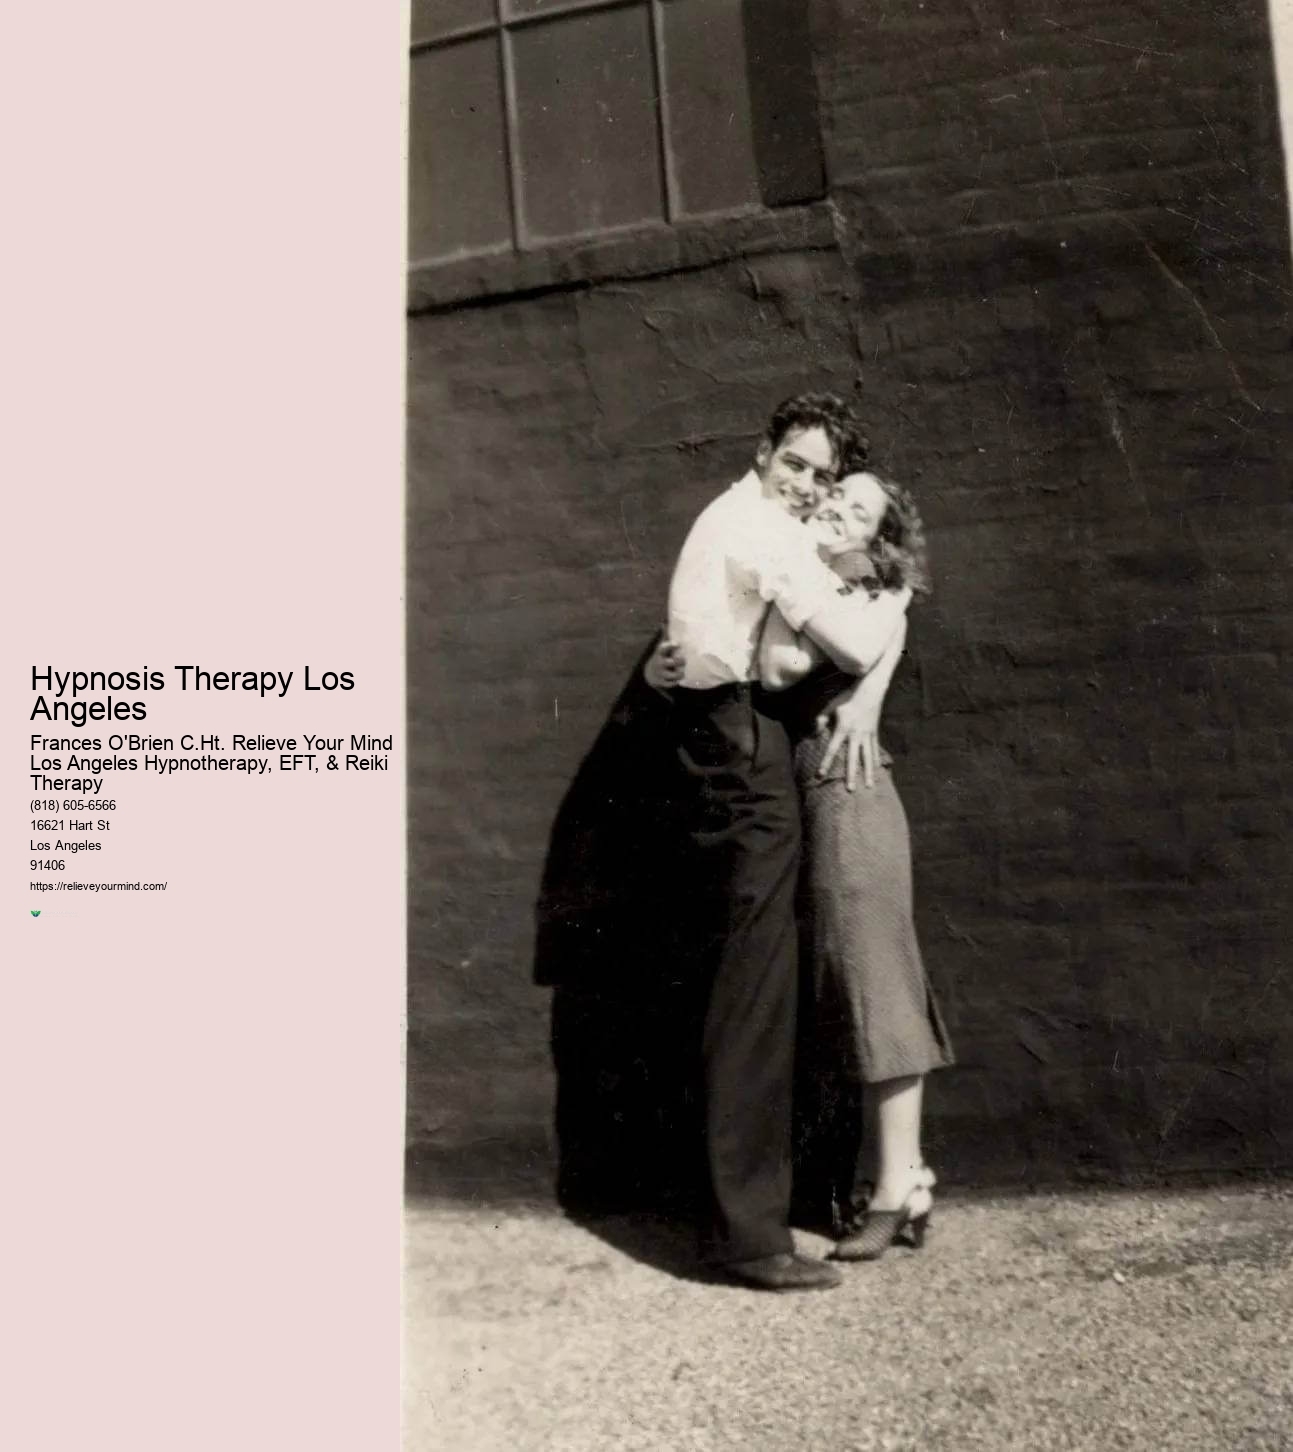 Hypnosis Therapy Los
Angeles
Frances O'Brien C.Ht. Relieve Your Mind
Los Angeles Hypnotherapy, EFT, & Reiki
Therapy
(818) 605-6566
16621 Hart St
Los Angeles
91406
https://relieveyourmind.com/